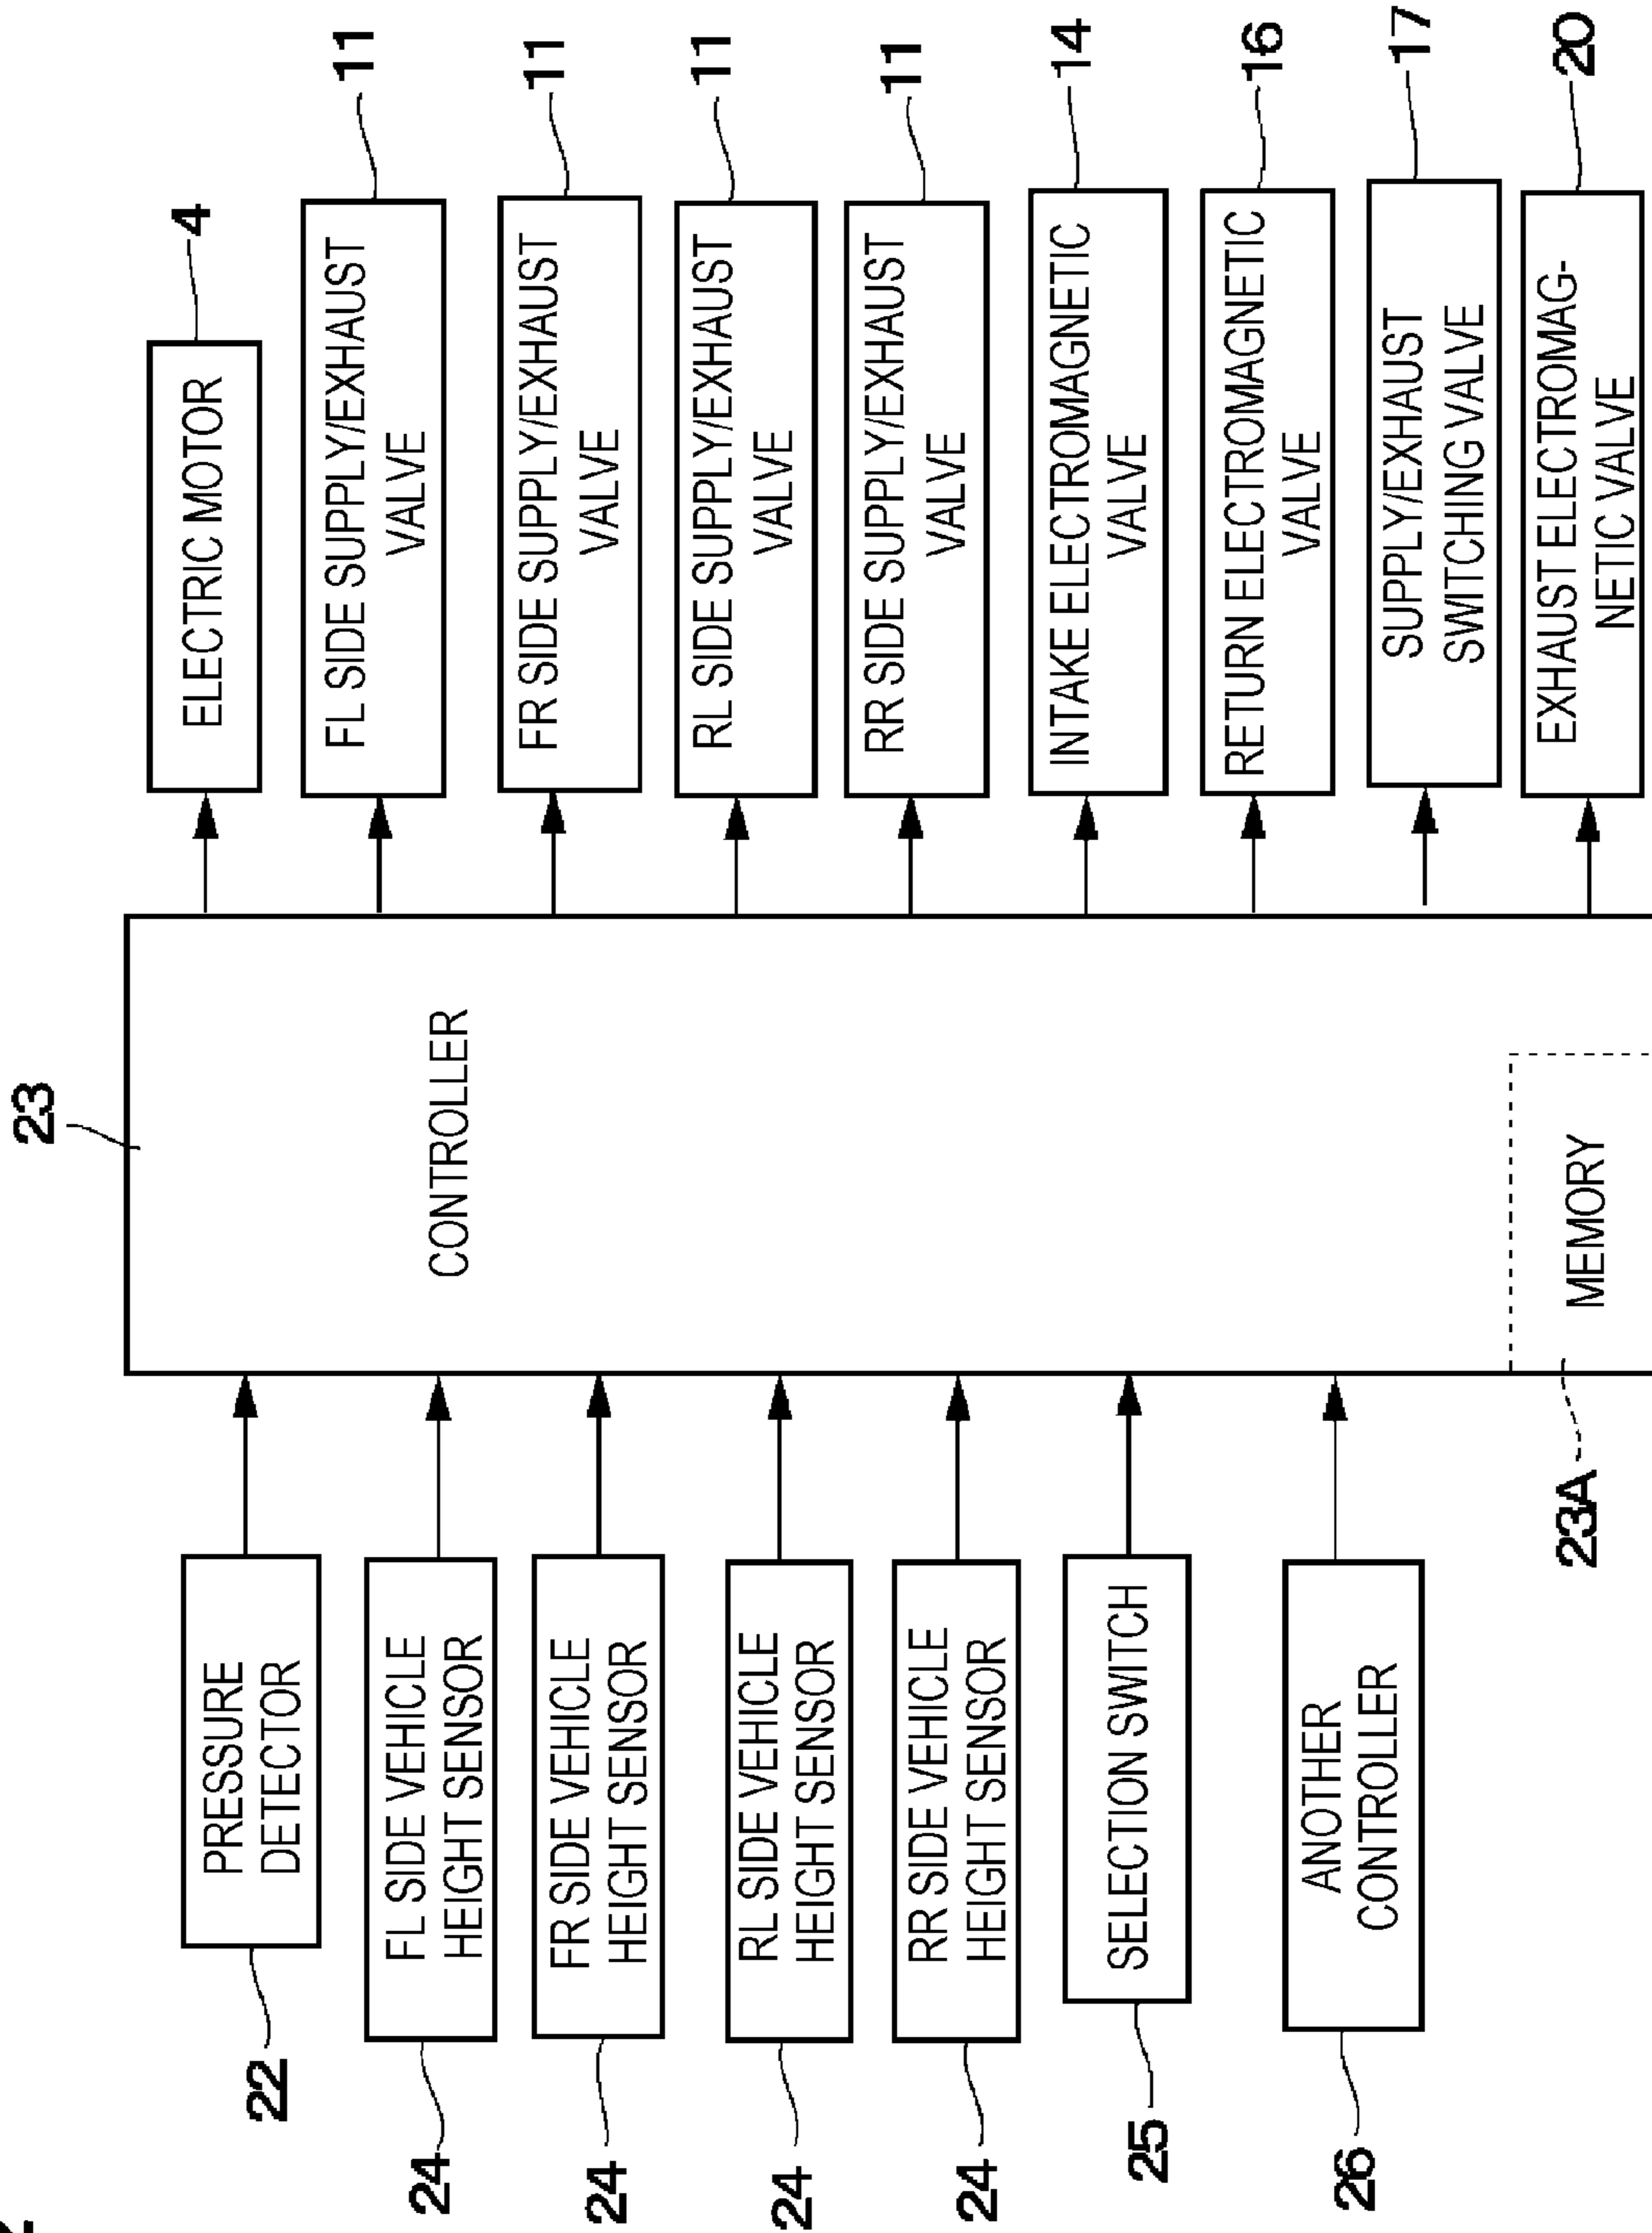 23
22
PRESSURE
DETECTOR
24
FL SIDE VEHICLE
HEIGHT SENSOR
24
FR SIDE VEHICLE
HEIGHT SENSOR
24
RL SIDE VEHICLE
HEIGHT SENSOR
24
RR SIDE VEHICLE
HEIGHT SENSOR
25
SELECTION SWITCH
26
ANOTHER
CONTROLLER
CONTROLLER
23A
MEMORY
ELECTRIC MOTOR
4
FL SIDE SUPPLY/EXHAUST
VALVE
11
FR SIDE SUPPLY/EXHAUST
VALVE
11
RL SIDE SUPPLY/EXHAUST
VALVE
11
RR SIDE SUPPLY/EXHAUST
VALVE
11
INTAKE ELECTROMAGNETIC
VALVE
14
RETURN ELECTROMAGNETIC
VALVE
16
SUPPLY/EXHAUST
SWITCHING VALVE
17
EXHAUST ELECTROMAG-
NETIC VALVE
20